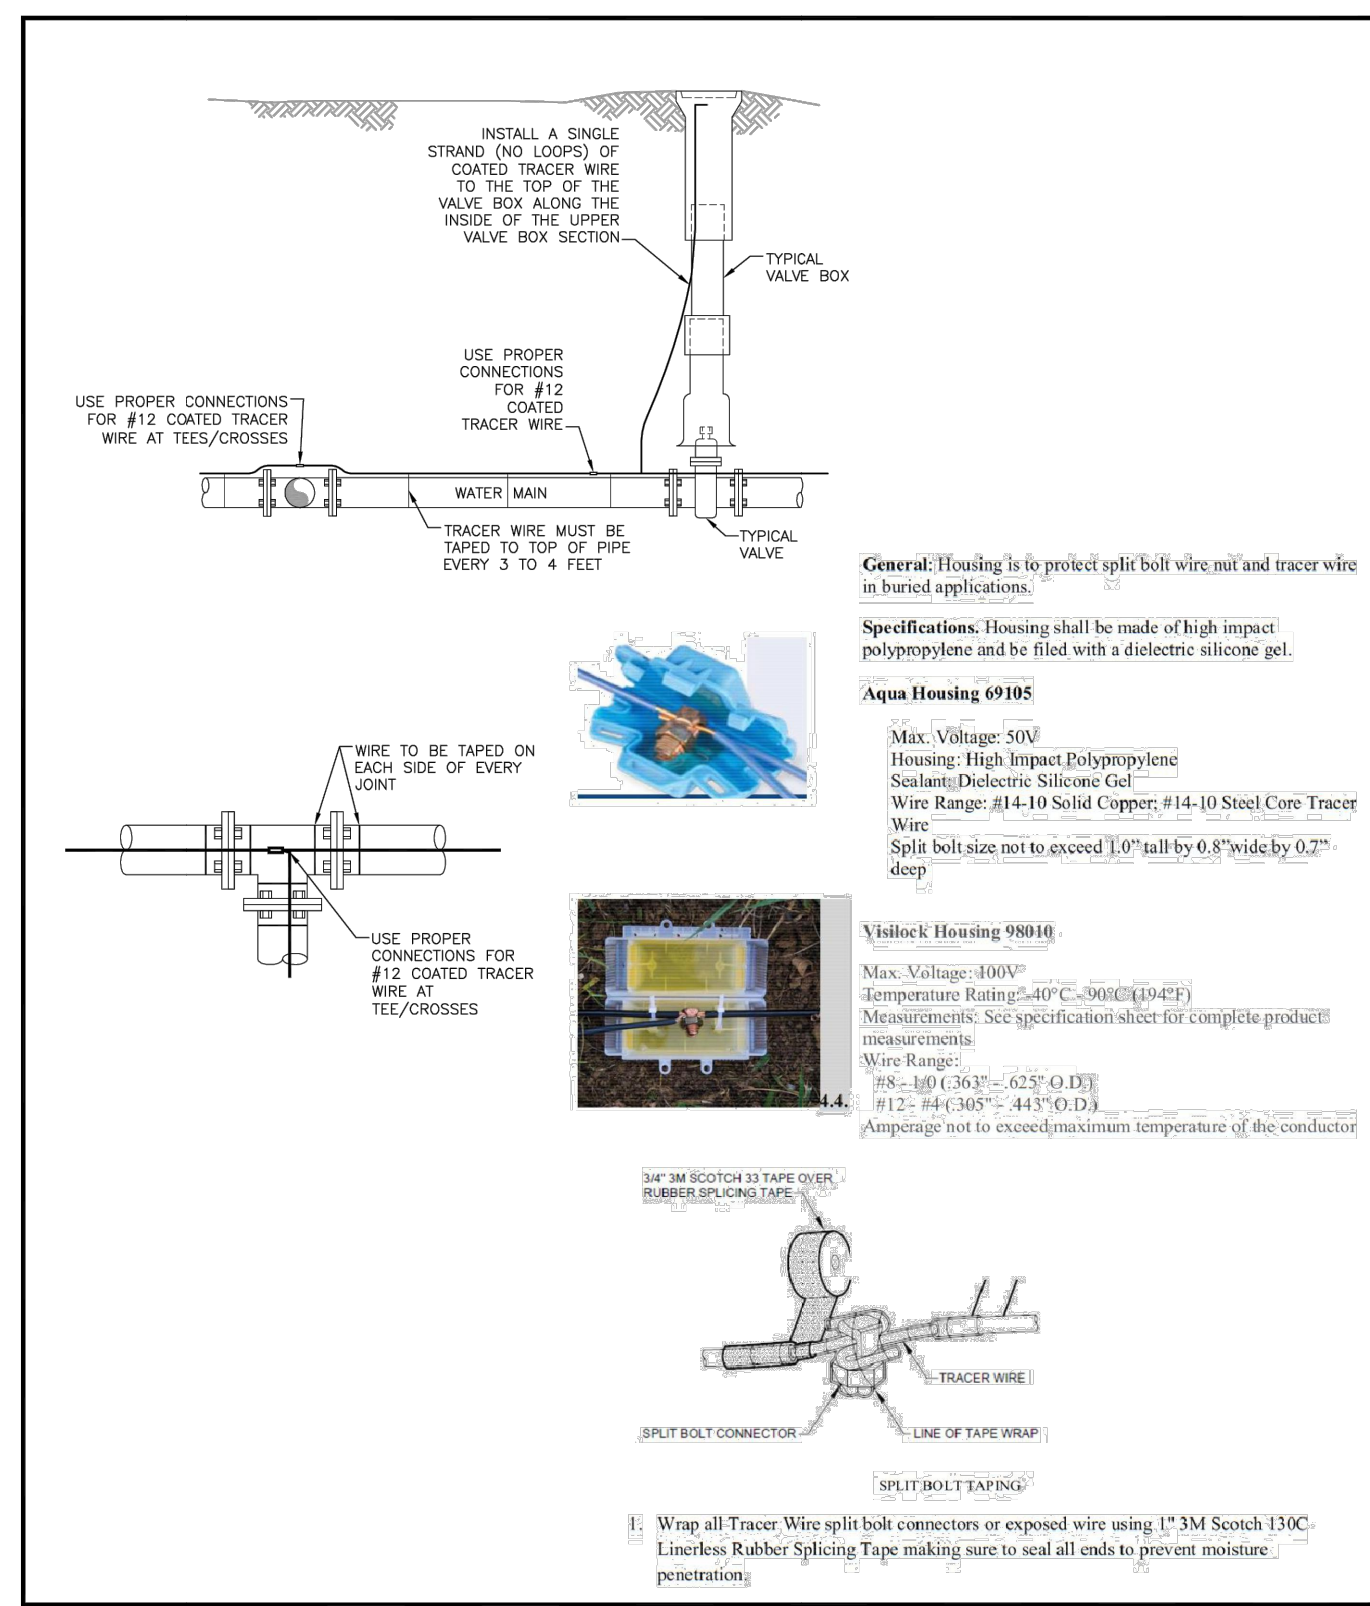 INSTALL A SINGLE
STRAND (NO LOOPS) OF
COATED TRACER WIRE
TO THE TOP OF THE
VALVE BOX ALONG THE
INSIDE OF THE UPPER
VALVE BOX SECTION
TYPICAL
VALVE BOX
USE PROPER
CONNECTIONS
FOR #12
COATED
TRACER WIRE
USE PROPER CONNECTIONS
FOR #12 COATED TRACER
WIRE AT TEES/CROSSES
WATER MAIN
TRACER WIRE MUST BE
TAPED TO TOP OF PIPE
EVERY 3 TO 4 FEET
TYPICAL
VALVE
General: Housing is to protect split bolt wire nut and tracer wire
in buried applications.
Specifications. Housing shall be made of high impact
polypropylene and be filed with a dielectric silicone gel.
Aqua Housing 69105
Max. Voltage: 50V
Housing: High Impact Polypropylene
Sealant: Dielectric Silicone Gel
Wire Range: #14-10 Solid Copper; #14-10 Steel Core Tracer
Wire
Split bolt size not to exceed 1.0” tall by 0.8”wide by 0.7”
deep
WIRE TO BE TAPED ON
EACH SIDE OF EVERY
JOINT
USE PROPER
CONNECTIONS FOR
#12 COATED TRACER
WIRE AT
TEE/CROSSES
Visilock Housing 98010
Max. Voltage: 100V
Temperature Rating: -40°C - 90°C (194°F)
Measurements: See specification sheet for complete product
measurements
Wire Range:
#8 - 1/0 (.363" - .625" O.D.)
#12 - #4 (.305" - .443" O.D.)
Amperage not to exceed maximum temperature of the conductor
4.4.
3/4" 3M SCOTCH 33 TAPE OVER
RUBBER SPLICING TAPE
TRACER WIRE
SPLIT BOLT CONNECTOR
LINE OF TAPE WRAP
SPLIT BOLT TAPING
1. Wrap all Tracer Wire split bolt connectors or exposed wire using 1" 3M Scotch 130C
Linerless Rubber Splicing Tape making sure to seal all ends to prevent moisture
penetration.